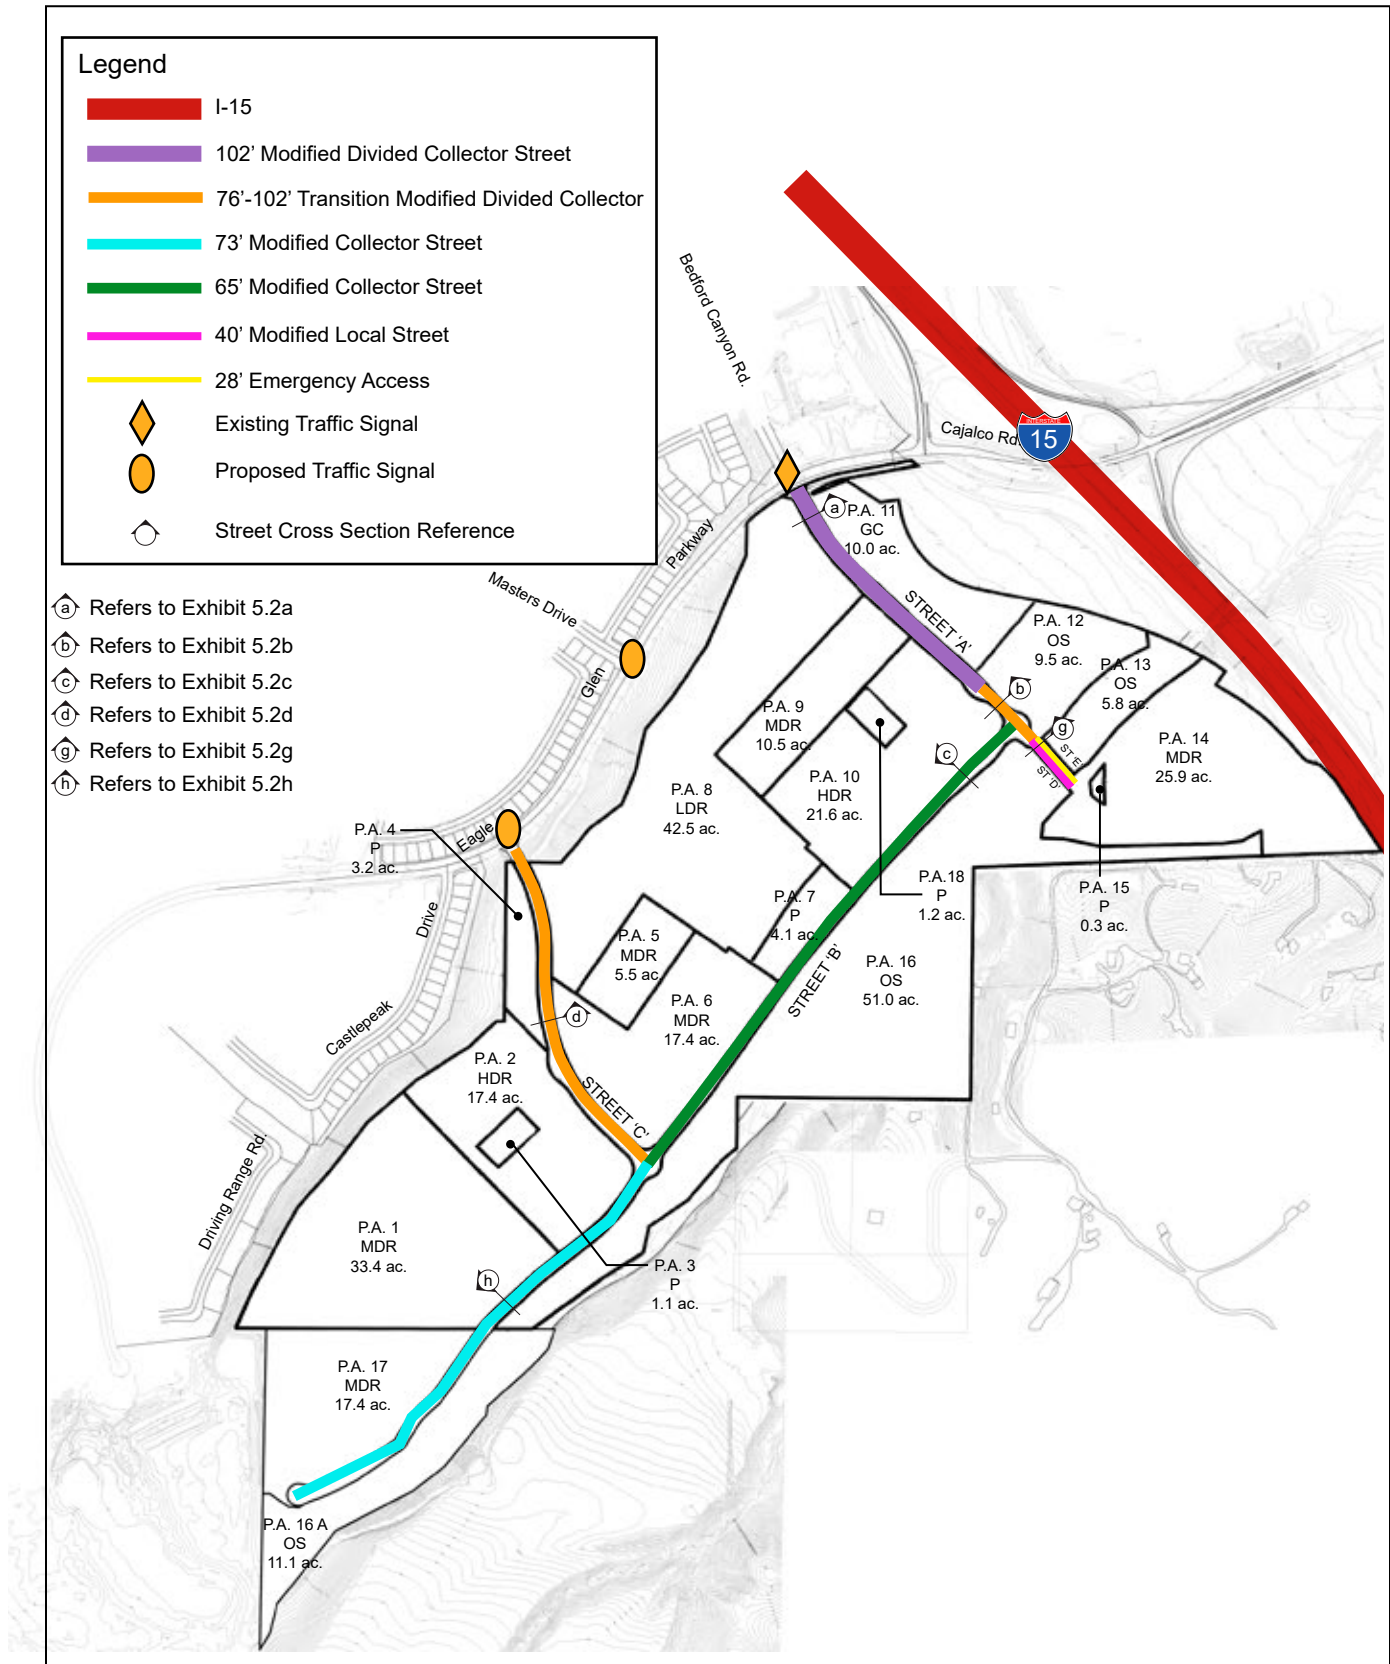 Legend
I-15
102’ Modified Divided Collector Street
76’-102’ Transition Modified Divided Collector
73’ Modified Collector Street
65’ Modified Collector Street
40’ Modified Local Street
28’ Emergency Access
Existing Traffic Signal
Proposed Traffic Signal
Street Cross Section Reference
a Refers to Exhibit 5.2a
b Refers to Exhibit 5.2b
c Refers to Exhibit 5.2c
d Refers to Exhibit 5.2d
g Refers to Exhibit 5.2g
h Refers to Exhibit 5.2h
Bedford Canyon Rd.
Cajalco Rd.
INTERSTATE
15
Parkway
Masters Drive
Glen
Eagle
Drive
Castlepeak
Driving Range Rd.
a
P.A. 11
GC
10.0 ac.
STREET ‘A’
P.A. 12
OS
9.5 ac.
P.A. 13
OS
5.8 ac.
b
g
c
ST ‘E’
ST ‘D’
P.A. 14
MDR
25.9 ac.
P.A. 9
MDR
10.5 ac.
P.A. 10
HDR
21.6 ac.
P.A. 8
LDR
42.5 ac.
P.A. 4
P
3.2 ac.
P.A.18
P
1.2 ac.
P.A. 15
P
0.3 ac.
P.A. 7
P
4.1 ac.
P.A. 5
MDR
5.5 ac.
STREET ‘B’
P.A. 16
OS
51.0 ac.
P.A. 6
MDR
17.4 ac.
d
P.A. 2
HDR
17.4 ac.
STREET ‘C’
P.A. 1
MDR
33.4 ac.
h
P.A. 3
P
1.1 ac.
P.A. 17
MDR
17.4 ac.
P.A. 16 A
OS
11.1 ac.